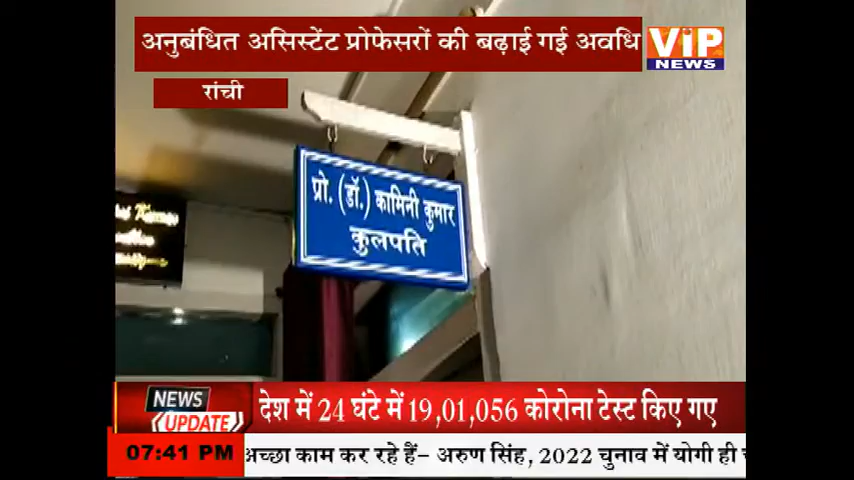 अनुबंधित असिस्टेंट प्रोफेसरों की बढ़ाई गई अवधि
VIP
NEWS
रांची
प्रो. (डॉ.) कामिनी कुमार
कुलपति
NEWS
UPDATE
देश में 24 घंटे में 19,01,056 कोरोना टेस्ट किए गए
07:41 PM
अच्छा काम कर रहे हैं– अरुण सिंह, 2022 चुनाव में योगी ही